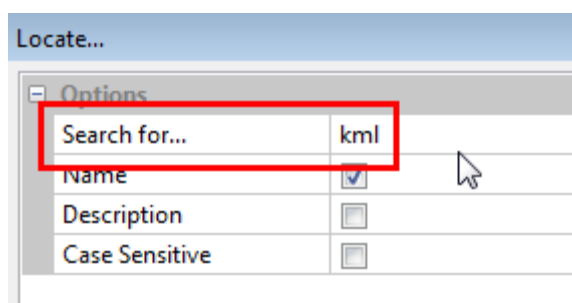 Locate...
Options
Search for... kml
Name
Description
Case Sensitive